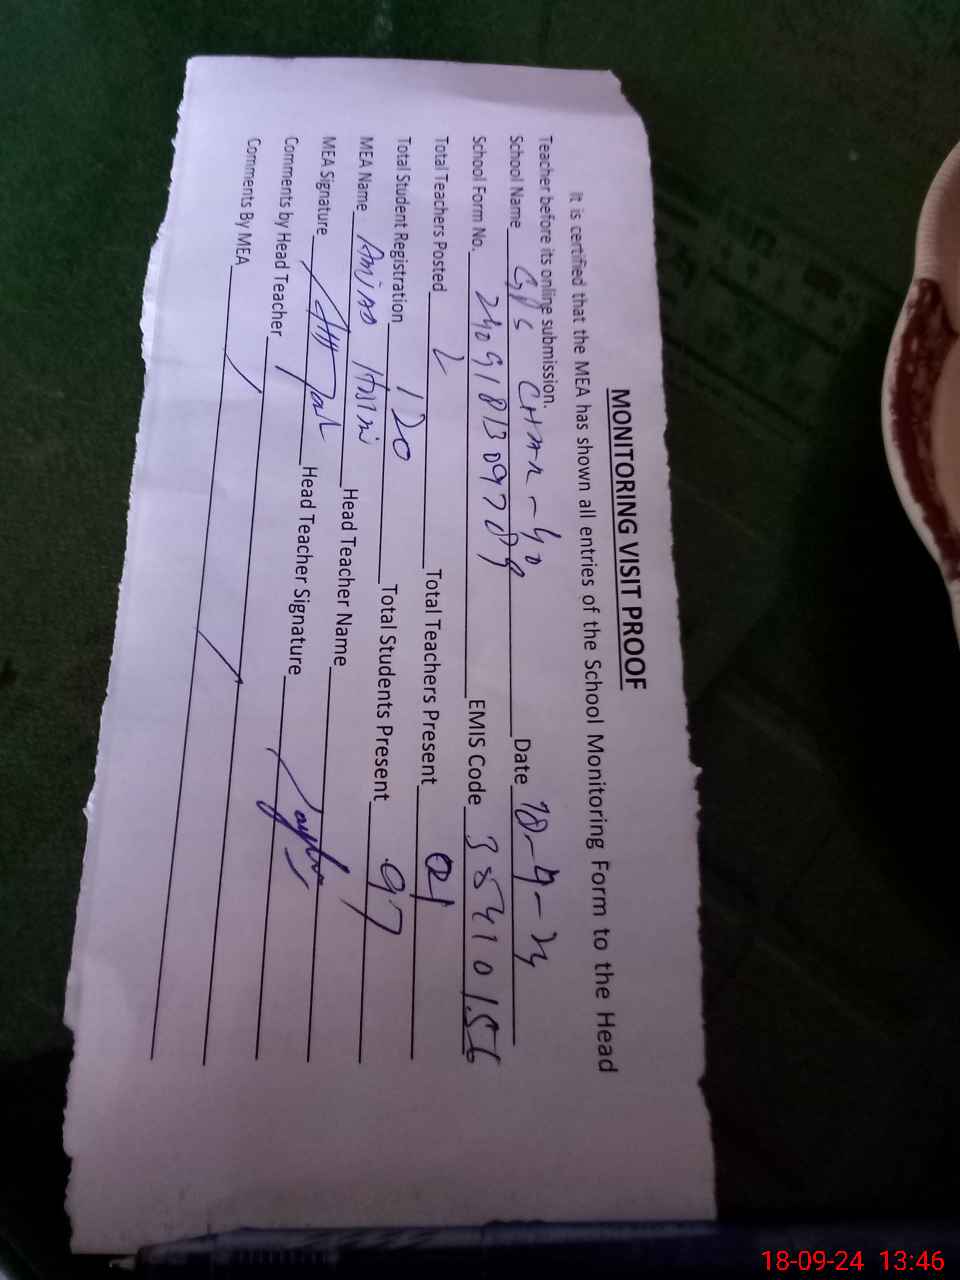 MONITORING VISIT PROOF
It is certified that the MEA has shown all entries of the School Monitoring Form to the Head
Teacher before its online submission.
School Name GPS CHAK-40 Date 18-9-24
School Form No. EMIS Code
Total Teachers Posted 2 Total Teachers Present 01
Total Student Registration 120 Total Students Present 97
MEA Name Head Teacher Name
MEA Signature Head Teacher Signature
Comments by Head Teacher
Comments By MEA
18-09-24 13:46